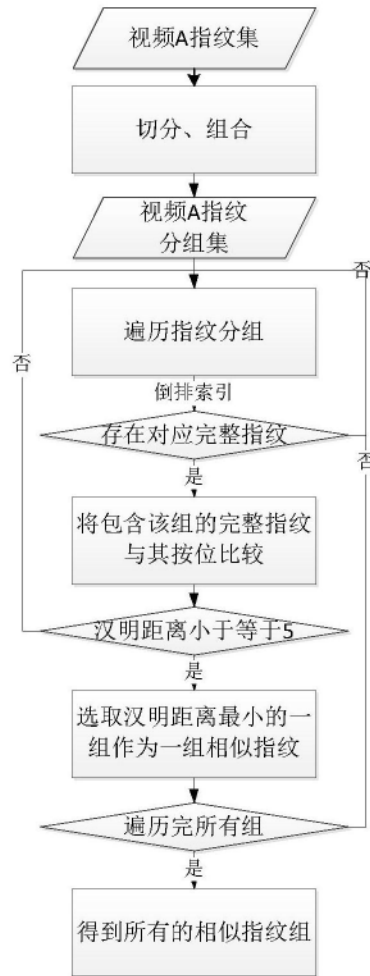 视频A指纹集
切分、组合
视频A指纹
分组集
否
遍历指纹分组
否
倒排索引
存在对应完整指纹
否
是
将包含该组的完整指纹
与其按位比较
汉明距离小于等于5
是
选取汉明距离最小的一
组作为一组相似指纹
遍历完所有组
是
得到所有的相似指纹组